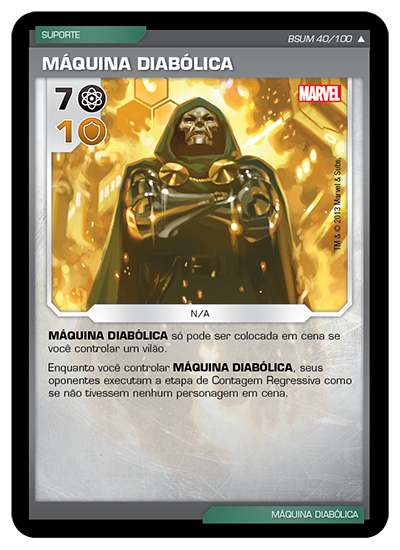 SUPORTE
BSUM 40/100 ▲
MÁQUINA DIABÓLICA
7
10
MARVEL
TM & © 2013 Marvel & Subs.
N/A
MÁQUINA DIABÓLICA só pode ser colocada em cena se
você controlar um vilão.
Enquanto você controlar MÁQUINA DIABÓLICA, seus
oponentes executam a etapa de Contagem Regressiva como
se não tivessem nenhum personagem em cena.
MÁQUINA DIABÓLICA